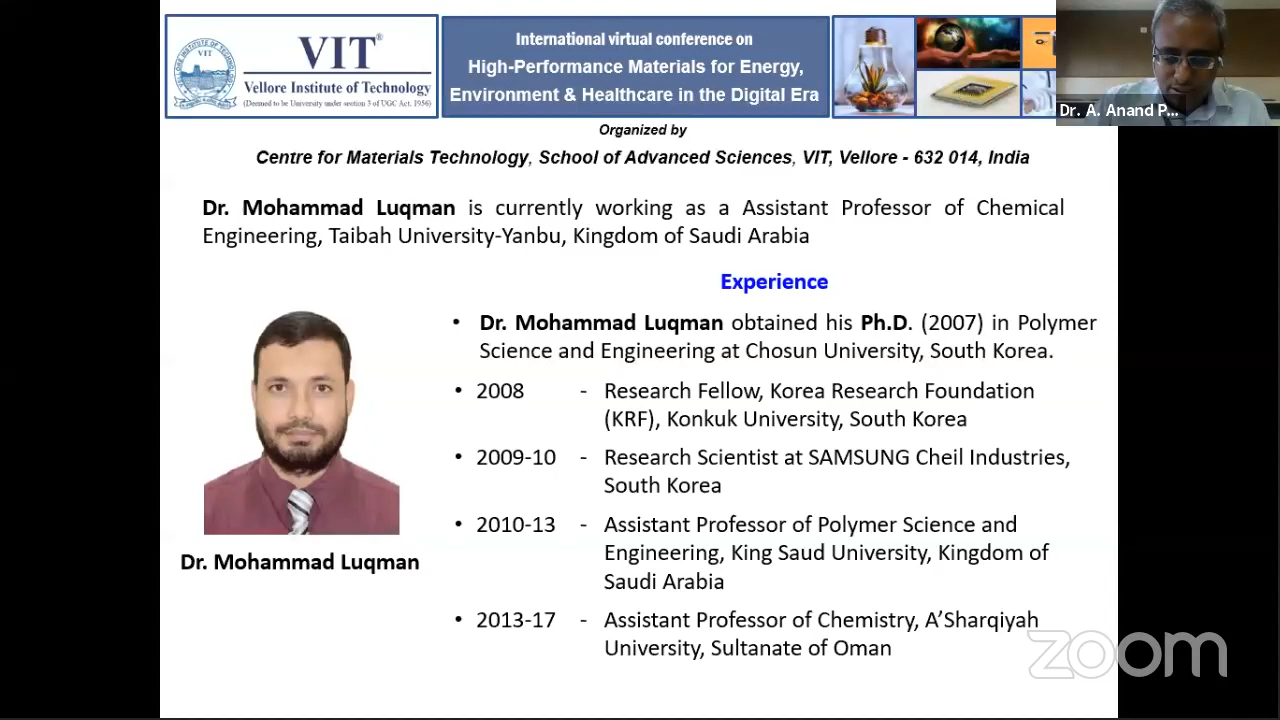 VIT®
Vellore Institute of Technology
(Deemed to be University under section 3 of UGC Act, 1956)
International virtual conference on
High-Performance Materials for Energy,
Environment & Healthcare in the Digital Era
Dr. A. Anand P...
Organized by
Centre for Materials Technology, School of Advanced Sciences, VIT, Vellore - 632 014, India
Dr. Mohammad Luqman is currently working as a Assistant Professor of Chemical
Engineering, Taibah University-Yanbu, Kingdom of Saudi Arabia
Experience
• Dr. Mohammad Luqman obtained his Ph.D. (2007) in Polymer
Science and Engineering at Chosun University, South Korea.
• 2008 - Research Fellow, Korea Research Foundation
(KRF), Konkuk University, South Korea
• 2009-10 - Research Scientist at SAMSUNG Cheil Industries,
South Korea
• 2010-13 - Assistant Professor of Polymer Science and
Engineering, King Saud University, Kingdom of
Saudi Arabia
• 2013-17 - Assistant Professor of Chemistry, A’Sharqiyah
University, Sultanate of Oman
Dr. Mohammad Luqman
zoom